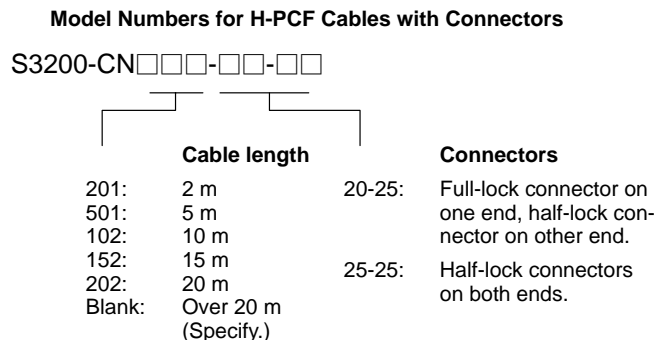 Model Numbers for H-PCF Cables with Connectors
S3200-CN□□□-□□-□□
Cable length
201: 2 m
501: 5 m
102: 10 m
152: 15 m
202: 20 m
Blank: Over 20 m
(Specify.)
Connectors
20-25: Full-lock connector on
one end, half-lock con-
nector on other end.
25-25: Half-lock connectors
on both ends.